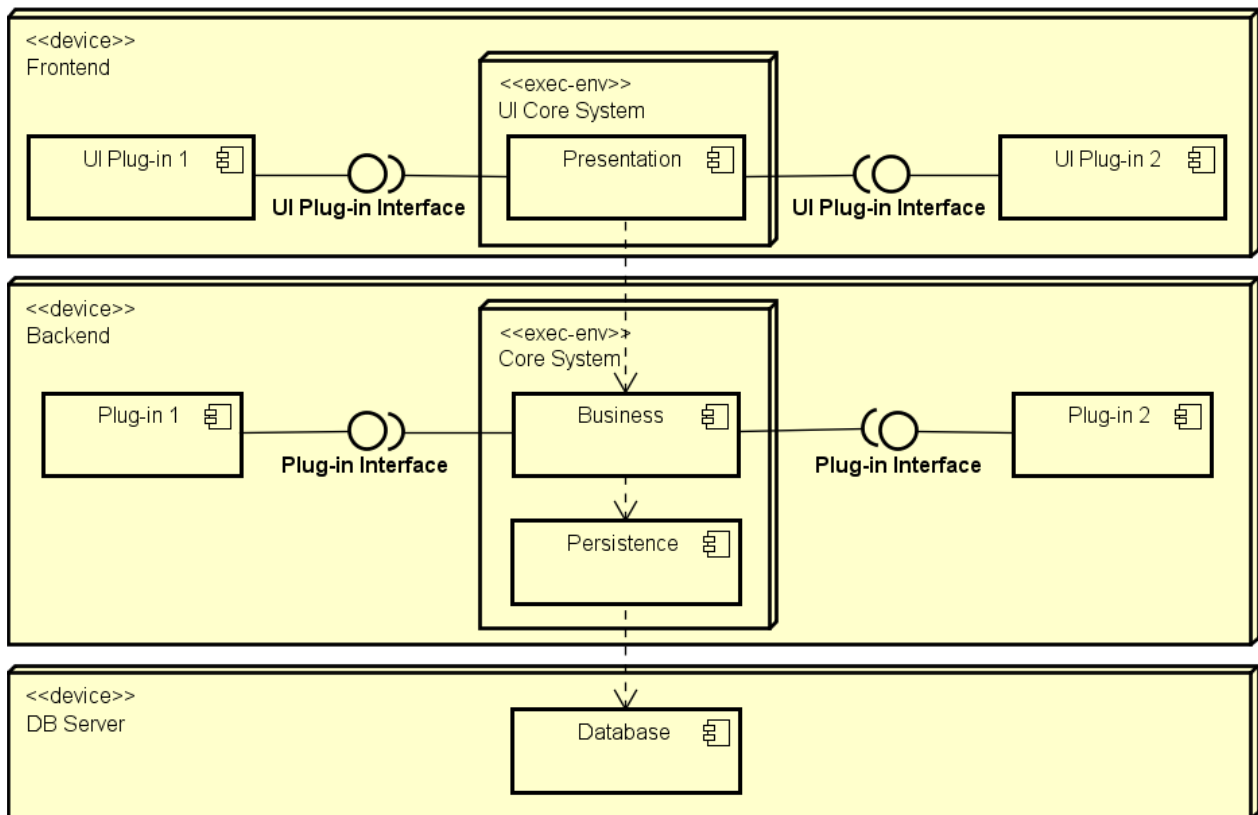 <<device>>
Frontend
<<exec-env>>
UI Core System
UI Plug-in 1
Presentation
UI Plug-in 2
UI Plug-in Interface
UI Plug-in Interface
<<device>>
Backend
<<exec-env>>
Core System
Plug-in 1
Business
Plug-in 2
Plug-in Interface
Plug-in Interface
Persistence
<<device>>
DB Server
Database